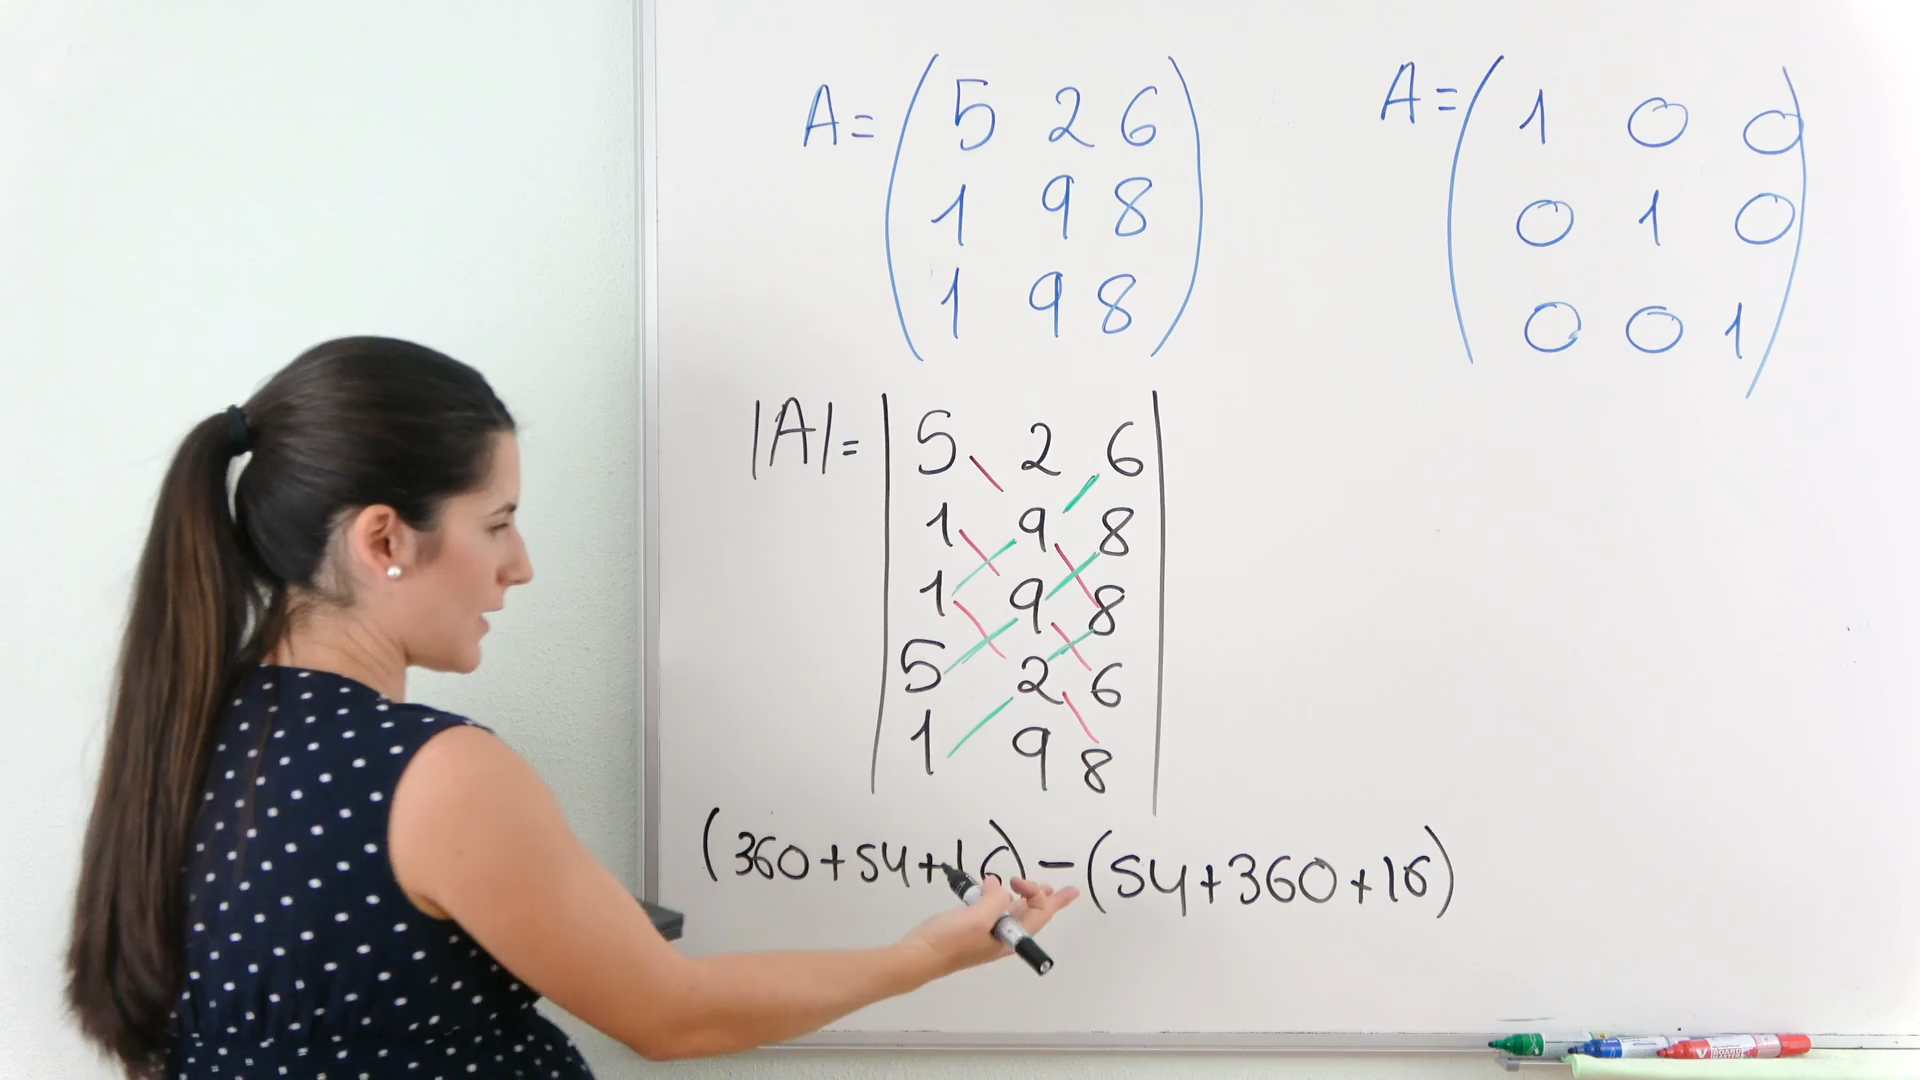 A = ( 5 2 6
1 9 8
1 9 8 )
A = ( 1 0 0
0 1 0
0 0 1 )
|A| = | 5 2 6 |
1 9 8
1 9 8
5 2 6
1 9 8
(360+54+16) - (54+360+16)